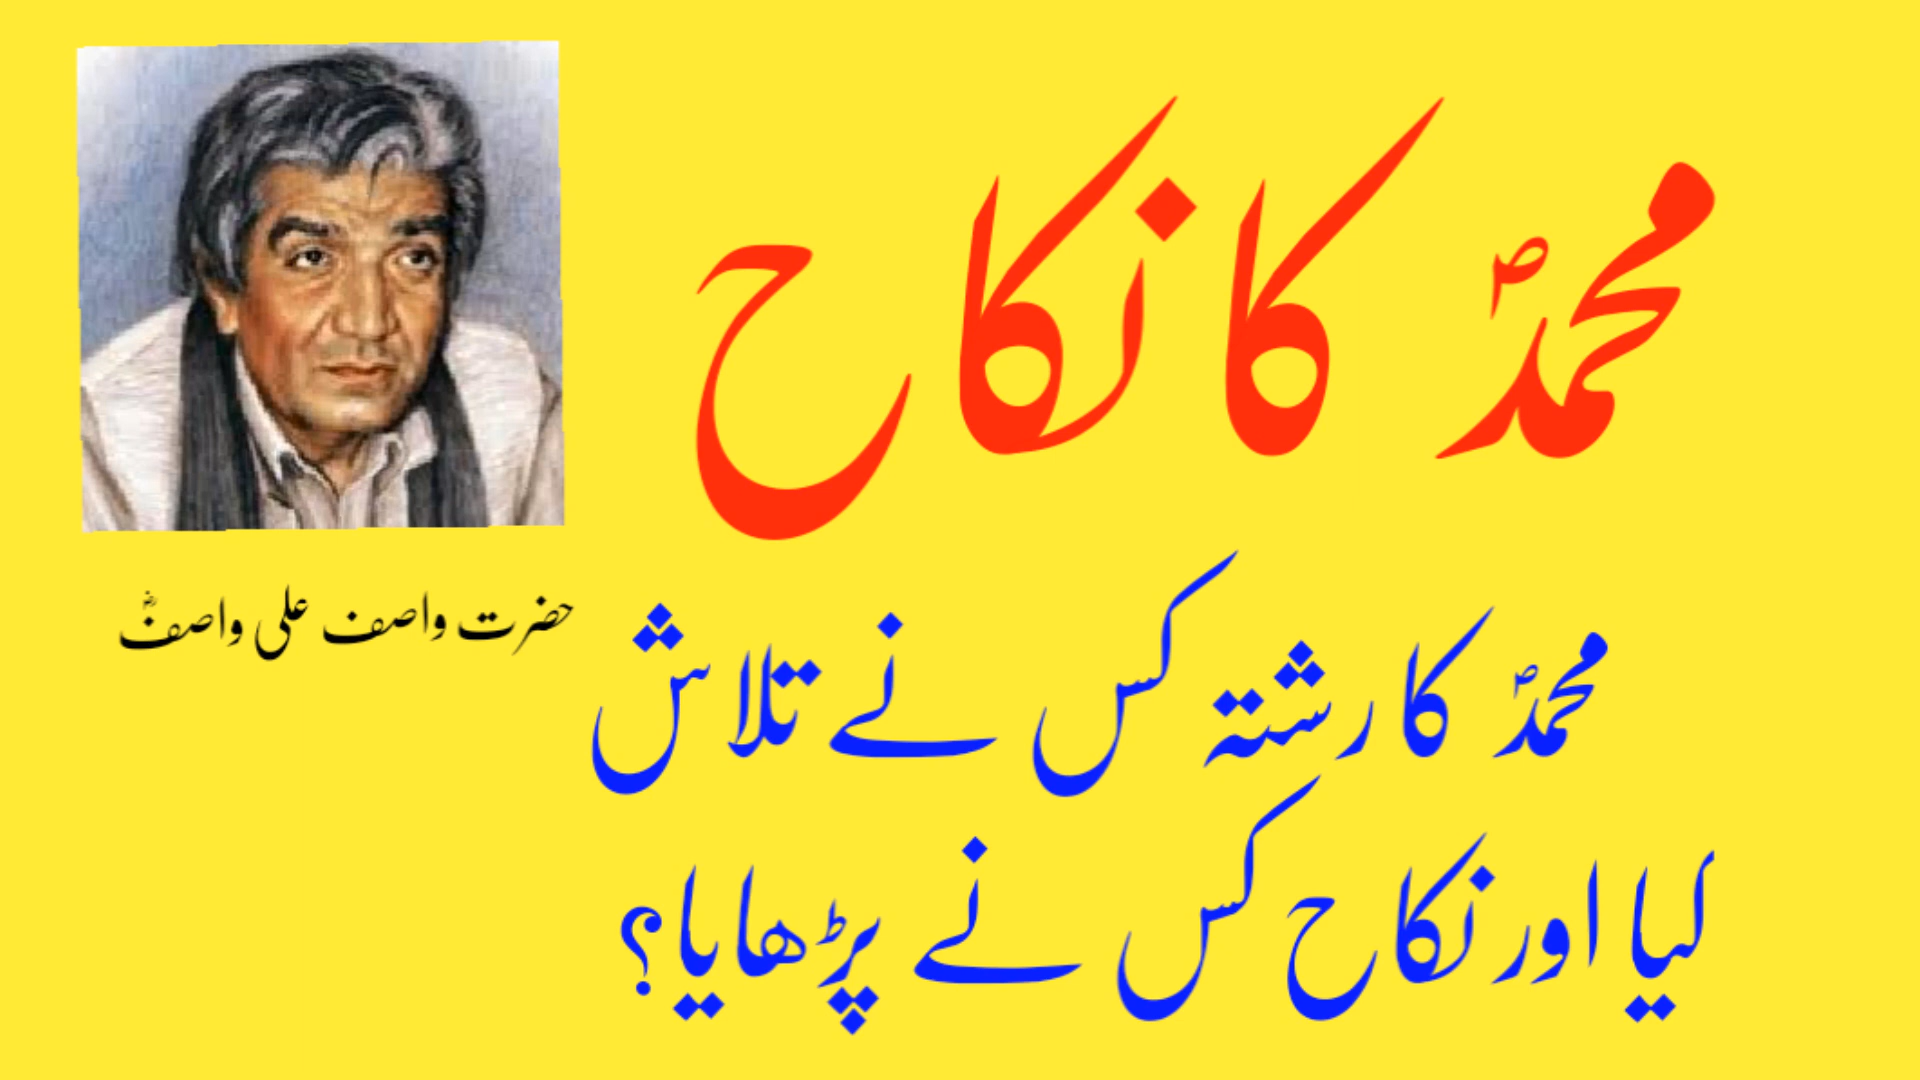 محمدؐ کا نکاح
حضرت واصف علی واصفؒ
محمدؐ کا رشتہ کس نے تلاش
لیا اور نکاح کس نے پڑھایا؟